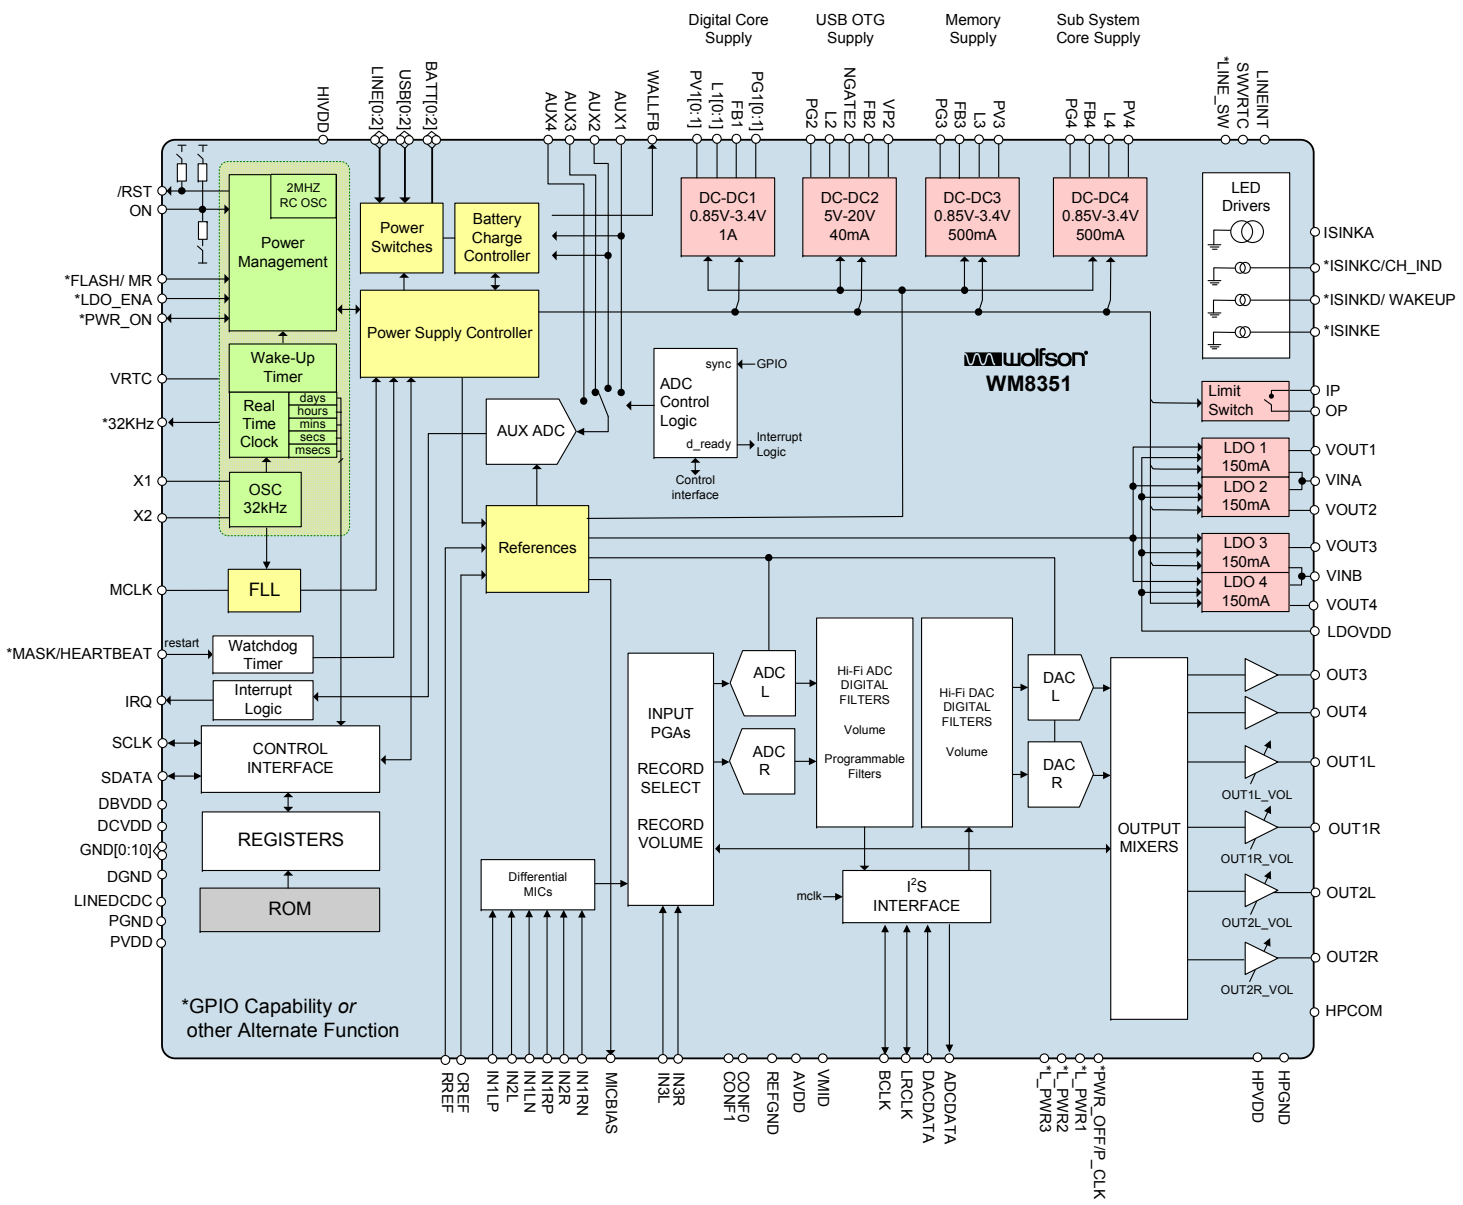 Digital Core
Supply
USB OTG
Supply
Memory
Supply
Sub System
Core Supply
HIVDD
LINE[0:2]
USB[0:2]
BATT[0:2]
AUX4
AUX3
AUX2
AUX1
WALLFB
PV1[0:1]
L1[0:1]
FB1
PG1[0:1]
PG2
L2
NGATE2
FB2
VP2
PG3
FB3
L3
PV3
PG4
FB4
L4
PV4
*LINE_SW
SWVRTC
LINEINT
/RST
ON
*FLASH/ MR
*LDO_ENA
*PWR_ON
VRTC
*32KHz
X1
X2
MCLK
*MASK/HEARTBEAT
IRQ
SCLK
SDATA
DBVDD
DCVDD
GND[0:10]
DGND
LINEDCDC
PGND
PVDD
2MHZ
RC OSC
Power
Management
Wake-Up
Timer
Real
Time
Clock
days
hours
mins
secs
msecs
OSC
32kHz
FLL
restart
Watchdog
Timer
Interrupt
Logic
CONTROL
INTERFACE
REGISTERS
ROM
*GPIO Capability or
other Alternate Function
Power
Switches
Battery
Charge
Controller
Power Supply Controller
AUX ADC
ADC
Control
Logic
sync
GPIO
d_ready
Interrupt
Logic
Control
interface
References
DC-DC1
0.85V-3.4V
1A
DC-DC2
5V-20V
40mA
DC-DC3
0.85V-3.4V
500mA
DC-DC4
0.85V-3.4V
500mA
wolfson
WM8351
LED
Drivers
Limit
Switch
LDO 1
150mA
LDO 2
150mA
LDO 3
150mA
LDO 4
150mA
Differential
MICs
INPUT
PGAs
RECORD
SELECT
RECORD
VOLUME
ADC
L
ADC
R
Hi-Fi ADC
DIGITAL
FILTERS
Volume
Programmable
Filters
Hi-Fi DAC
DIGITAL
FILTERS
Volume
DAC
L
DAC
R
OUTPUT
MIXERS
mclk
I²S
INTERFACE
OUT1L_VOL
OUT1R_VOL
OUT2L_VOL
OUT2R_VOL
ISINKA
*ISINKC/CH_IND
*ISINKD/ WAKEUP
*ISINKE
IP
OP
VOUT1
VINA
VOUT2
VOUT3
VINB
VOUT4
LDOVDD
OUT3
OUT4
OUT1L
OUT1R
OUT2L
OUT2R
HPCOM
RREF
CREF
IN1LP
IN2L
IN1LN
IN1RP
IN2R
IN1RN
MICBIAS
IN3L
IN3R
CONF1
CONF0
REFGND
AVDD
VMID
BCLK
LRCLK
DACDATA
ADCDATA
*L_PWR3
*L_PWR2
*L_PWR1
*PWR_OFF/P_CLK
HPVDD
HPGND